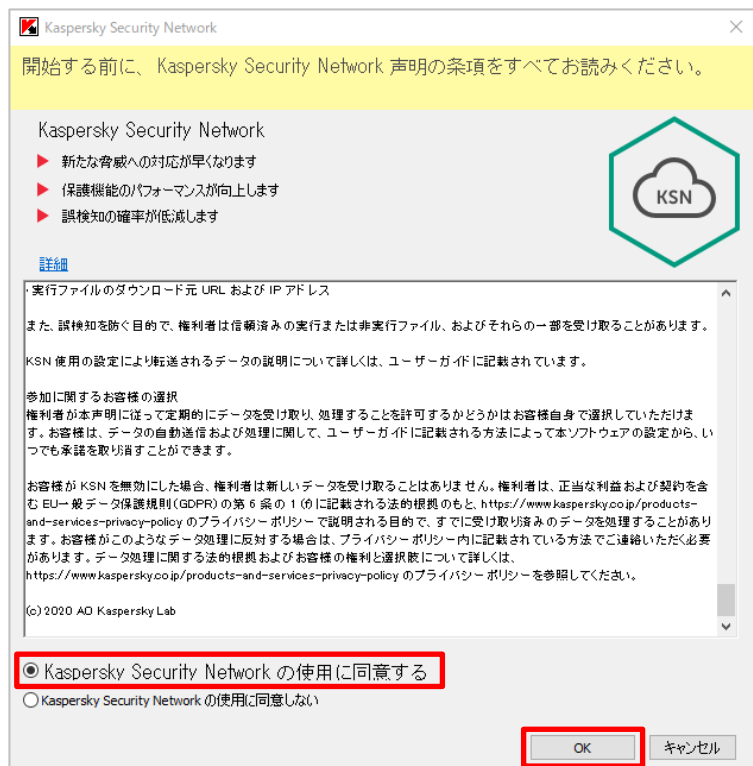 Kaspersky Security Network
開始する前に、Kaspersky Security Network 声明の条項をすべてお読みください。
Kaspersky Security Network
新たな脅威への対応が早くなります
保護機能のパフォーマンスが向上します
誤検知の確率が低減します
KSN
詳細
・実行ファイルのダウンロード元 URL および IP アドレス
また、誤検知を防ぐ目的で、権利者は信頼済みの実行または非実行ファイル、およびそれらの一部を受け取ることがあります。
KSN 使用の設定により転送されるデータの説明について詳しくは、ユーザーガイドに記載されています。
参加に関するお客様の選択
権利者が本声明に従って定期的にデータを受け取り、処理することを許可するかどうかはお客様自身で選択していただけま
す。お客様は、データの自動送信および処理に関して、ユーザーガイドに記載される方法によって本ソフトウェアの設定から、い
つでも承諾を取り消すことができます。
お客様が KSN を無効にした場合、権利者は新しいデータを受け取ることはありません。権利者は、正当な利益および契約を含
む EU一般データ保護規則(GDPR)の第 6 条の 1 (f)に記載される法的根拠のもと、https://www.kaspersky.co.jp/products-
and-services-privacy-policy のプライバシーポリシーで説明される目的で、すでに受け取り済みのデータを処理することがあり
ます。お客様がこのようなデータ処理に反対する場合は、プライバシーポリシー内に記載されている方法でご連絡いただく必要
があります。データ処理に関する法的根拠およびお客様の権利と選択肢について詳しくは、
https://www.kaspersky.co.jp/products-and-services-privacy-policy のプライバシーポリシーを参照してください。
(c) 2020 AO Kaspersky Lab
Kaspersky Security Network の使用に同意する
Kaspersky Security Network の使用に同意しない
OK
キャンセル